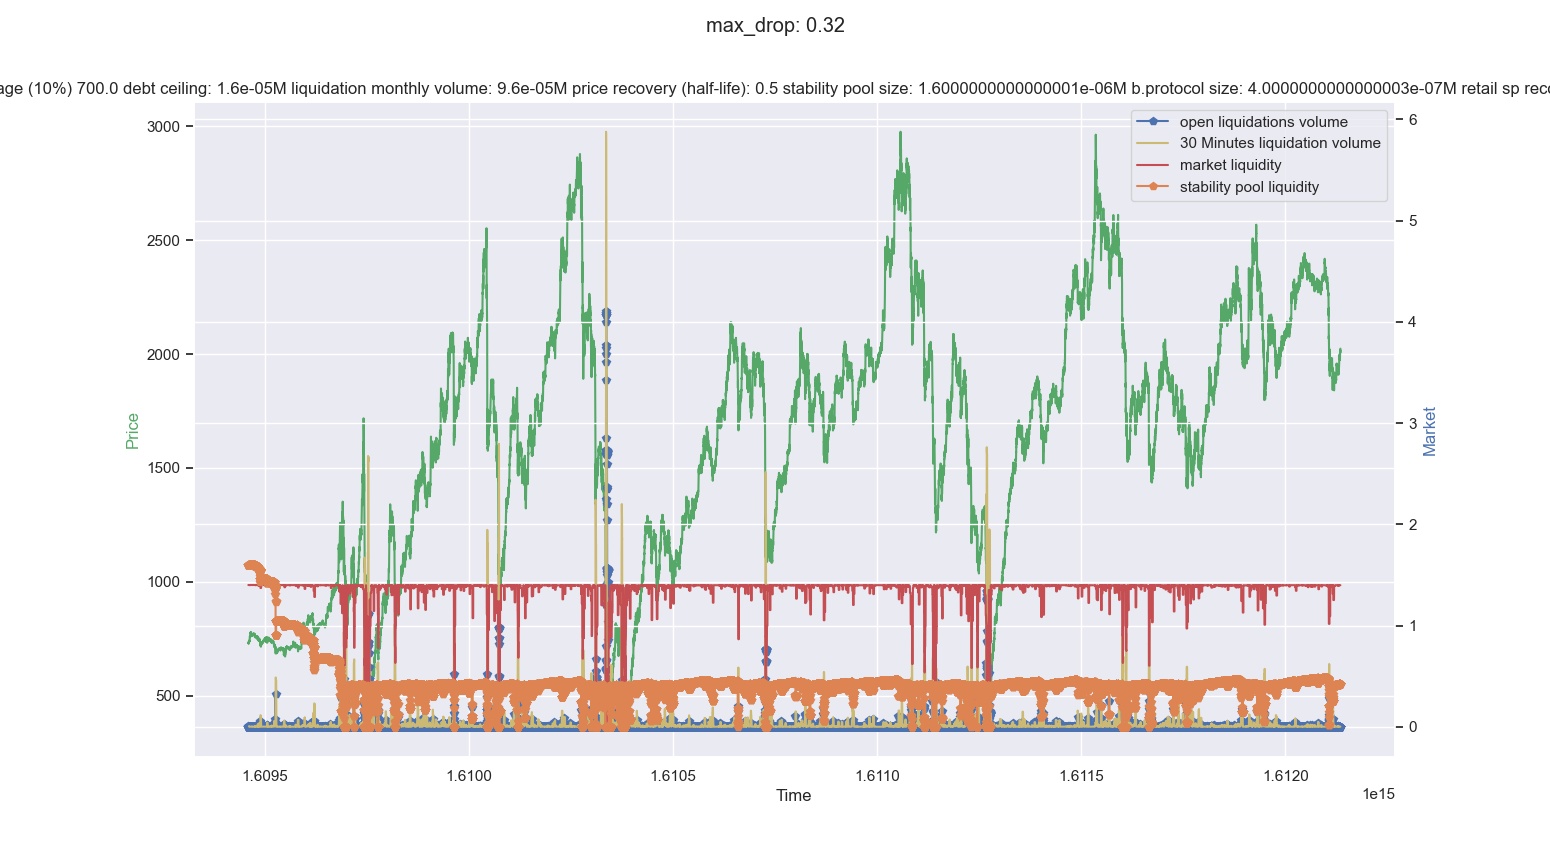 max_drop: 0.32
age (10%) 700.0 debt ceiling: 1.6e-05M liquidation monthly volume: 9.6e-05M price recovery (half-life): 0.5 stability pool size: 1.6000000000000001e-06M b.protocol size: 4.0000000000000003e-07M retail sp reco
open liquidations volume
30 Minutes liquidation volume
market liquidity
stability pool liquidity
3000
2500
2000
1500
1000
500
Price
6
5
4
3
2
1
0
Market
1.6095 1.6100 1.6105 1.6110 1.6115 1.6120
1e15
Time